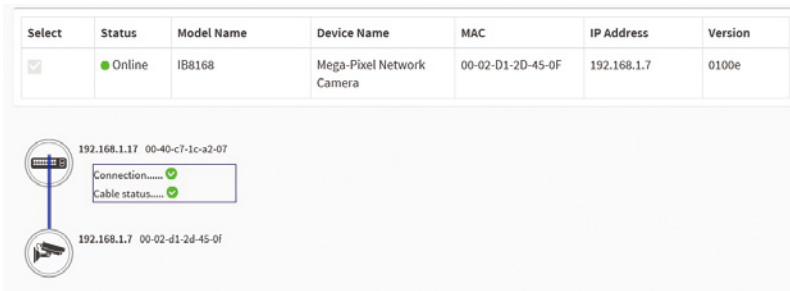 Select Status Model Name Device Name MAC IP Address Version
Online IB8168 Mega-Pixel Network 00-02-D1-2D-45-0F 192.168.1.7 0100e
Camera
192.168.1.17 00-40-c7-1c-a2-07
Connection......
Cable status.....
192.168.1.7 00-02-d1-2d-45-0f